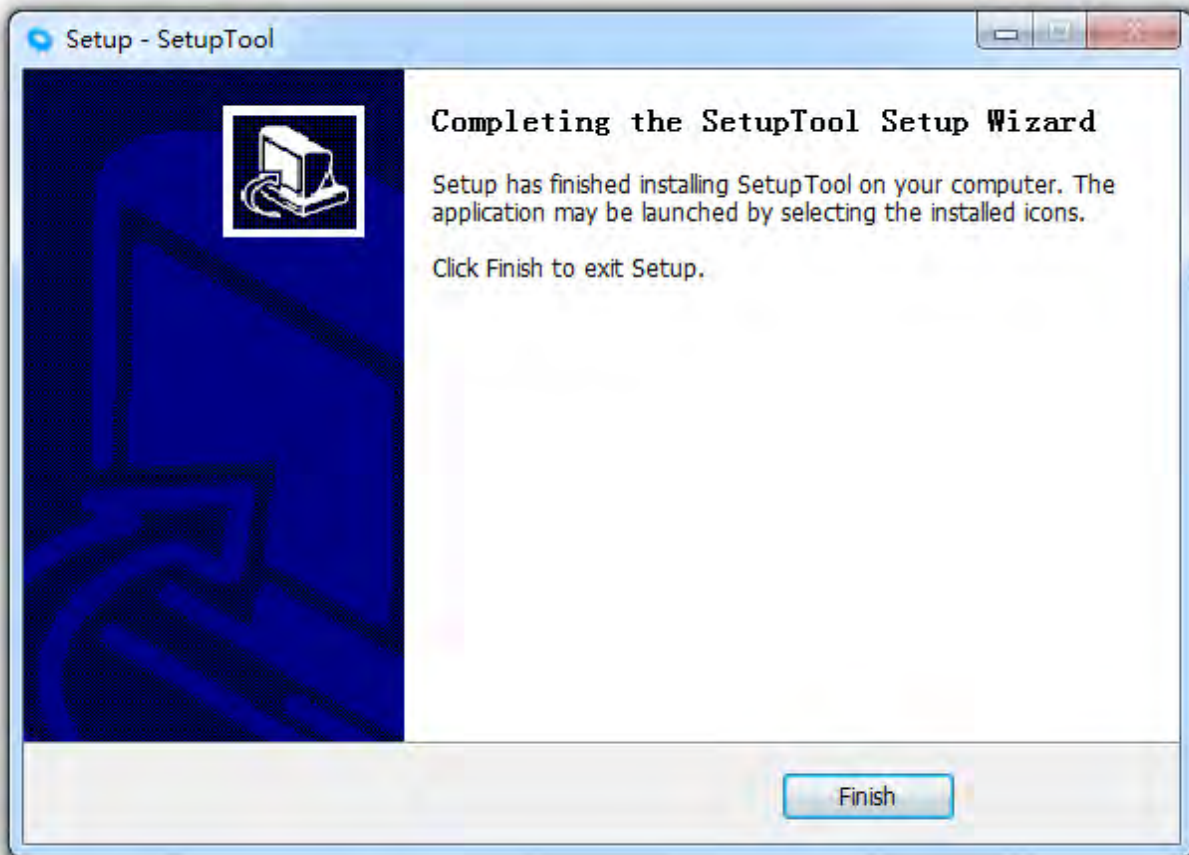 Setup - SetupTool
Completing the SetupTool Setup Wizard
Setup has finished installing SetupTool on your computer. The
application may be launched by selecting the installed icons.
Click Finish to exit Setup.
Finish